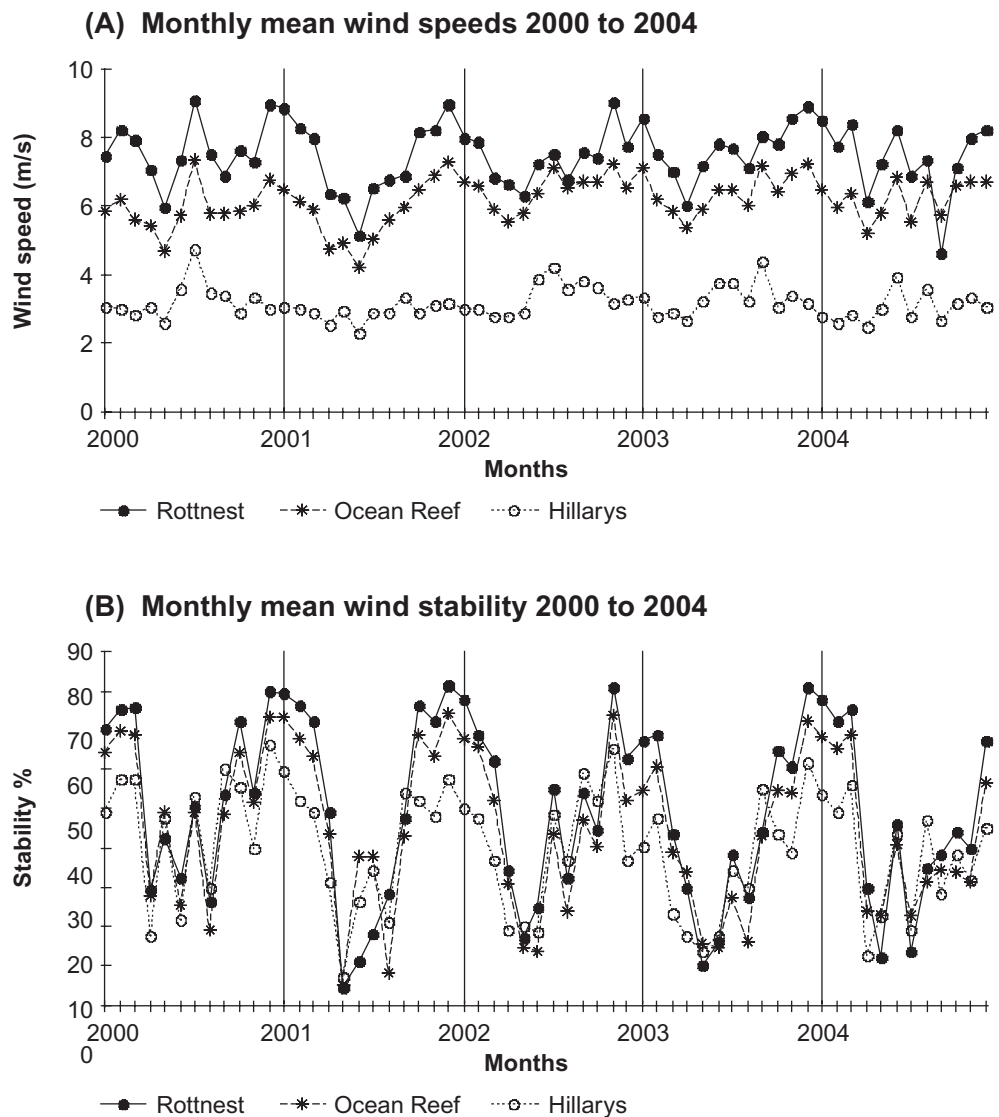 (A) Monthly mean wind speeds 2000 to 2004
10
8
6
4
2
0
Wind speed (m/s)
2000 2001 2002 2003 2004
Months
Rottnest Ocean Reef Hillarys
(B) Monthly mean wind stability 2000 to 2004
90
80
70
60
50
40
30
20
10
0
Stability %
2000 2001 2002 2003 2004
Months
Rottnest Ocean Reef Hillarys